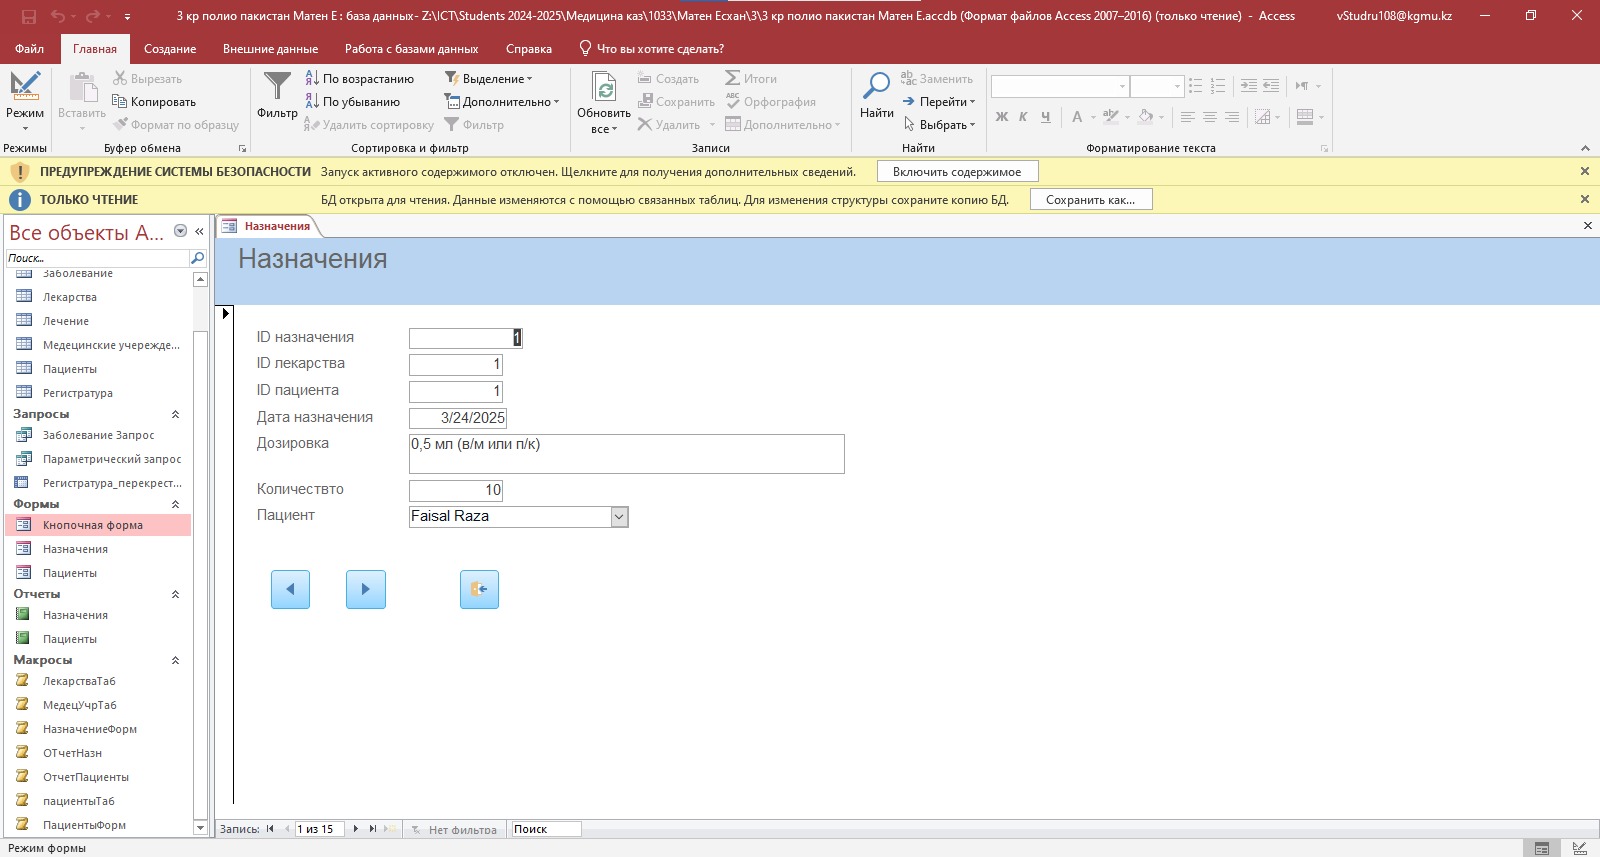 3 кр полио пакистан Матен Е : база данных- Z:\ICT\Students 2024-2025\Медицина каз\1033\Матен Есхан\3\3 кр полио пакистан Матен Е.accdb (Формат файлов Access 2007–2016) (только чтение) - Access
vStudru108@kgmu.kz
Файл Главная Создание Внешние данные Работа с базами данных Справка Что вы хотите сделать?
Режим
Режимы
Вставить
Вырезать
Копировать
Формат по образцу
Буфер обмена
Фильтр
По возрастанию
По убыванию
Удалить сортировку
Выделение
Дополнительно
Фильтр
Сортировка и фильтр
Обновить все
Создать
Сохранить
Удалить
Итоги
Орфография
Дополнительно
Записи
Найти
Заменить
Перейти
Выбрать
Найти
Ж К Ч
А
Форматирование текста
ПРЕДУПРЕЖДЕНИЕ СИСТЕМЫ БЕЗОПАСНОСТИ Запуск активного содержимого отключен. Щелкните для получения дополнительных сведений. Включить содержимое
ТОЛЬКО ЧТЕНИЕ БД открыта для чтения. Данные изменяются с помощью связанных таблиц. Для изменения структуры сохраните копию БД. Сохранить как...
Все объекты A...
Поиск...
Заболевание
Лекарства
Лечение
Медецинские учережде...
Пациенты
Регистратура
Запросы
Заболевание Запрос
Параметрический запрос
Регистратура_перекрест...
Формы
Кнопочная форма
Назначения
Пациенты
Отчеты
Назначения
Пациенты
Макросы
ЛекарстваТаб
МедецУчрТаб
НазначениеФорм
ОТчетНазн
ОтчетПациенты
пациентыТаб
ПациентыФорм
Назначения
Назначения
ID назначения 1
ID лекарства 1
ID пациента 1
Дата назначения 3/24/2025
Дозировка 0,5 мл (в/м или п/к)
Количествто 10
Пациент Faisal Raza
Запись: 1 из 15 Нет фильтра Поиск
Режим формы